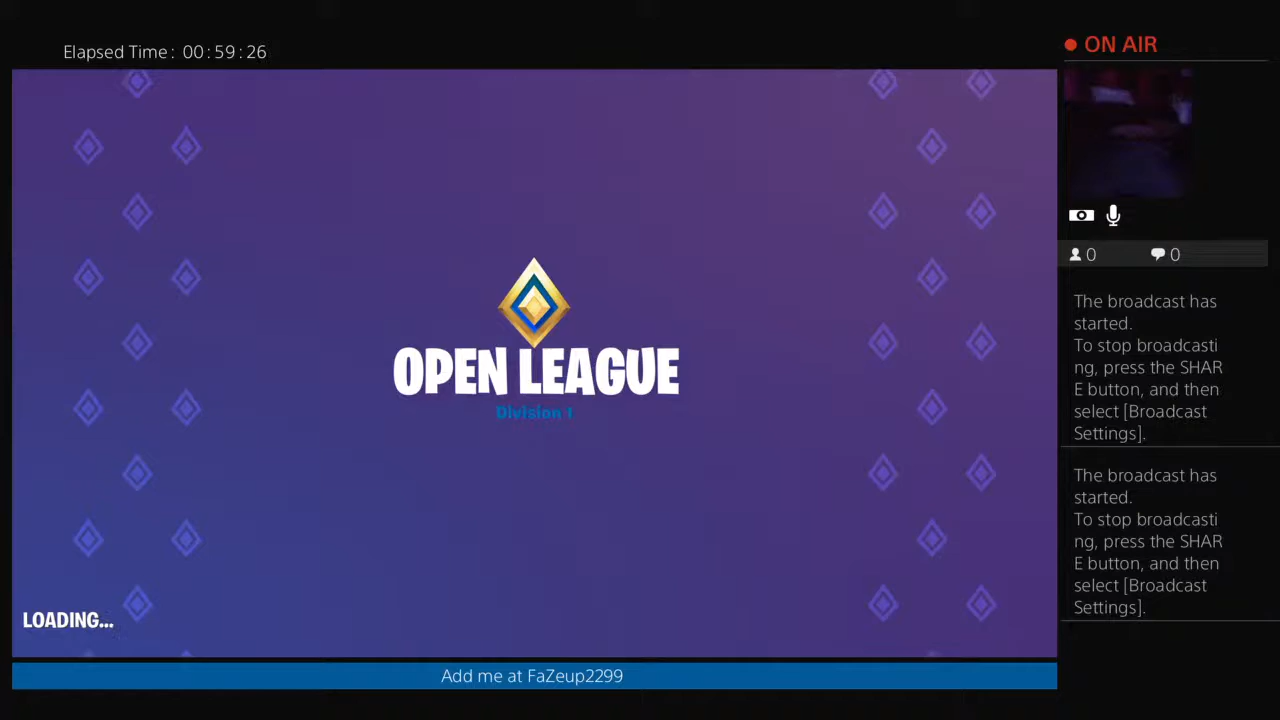 Elapsed Time: 00:59:26
ON AIR
OPEN LEAGUE
Division I
LOADING...
Add me at FaZeup2299
0 0
The broadcast has
started.
To stop broadcasti
ng, press the SHAR
E button, and then
select [Broadcast
Settings].
The broadcast has
started.
To stop broadcasti
ng, press the SHAR
E button, and then
select [Broadcast
Settings].